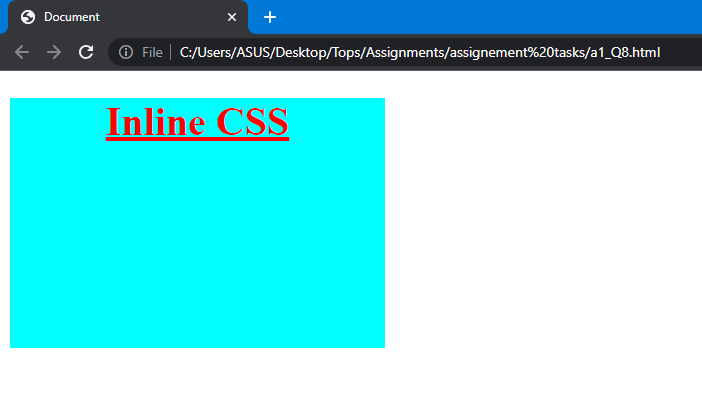 Document
File C:/Users/ASUS/Desktop/Tops/Assignments/assignement%20tasks/a1_Q8.html
Inline CSS